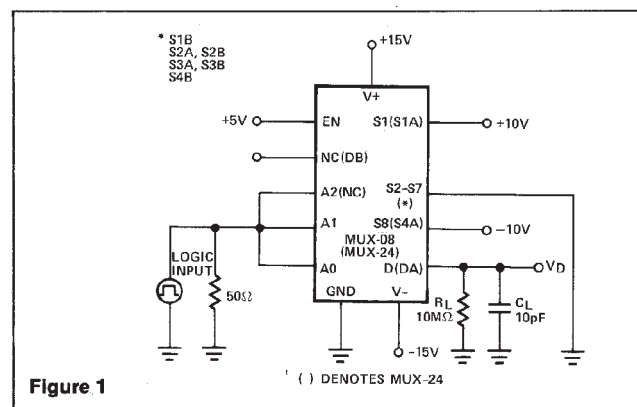 * S1B
S2A, S2B
S3A, S3B
S4B
+15V
V+
+5V
EN
S1(S1A)
+10V
NC(DB)
A2(NC)
S2-S7
(*)
A1
S8(S4A)
-10V
MUX-08
(MUX-24)
LOGIC
INPUT
A0
D(DA)
VD
50Ω
GND
V-
RL
10MΩ
CL
10pF
-15V
Figure 1
( ) DENOTES MUX-24